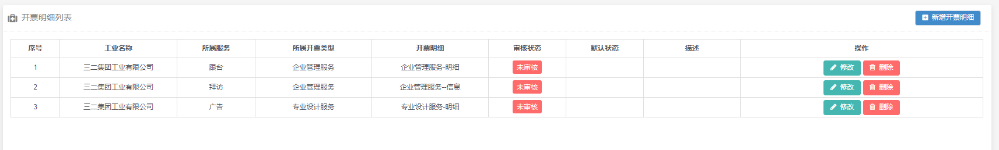 开票明细列表 新增开票明细
序号 工业名称 所属服务 所属开票类型 开票明细 审核状态 默认状态 描述 操作
1 三二集团工业有限公司 跟台 企业管理服务 企业管理服务-明细 未审核 修改 删除
2 三二集团工业有限公司 拜访 企业管理服务 企业管理服务--信息 未审核 修改 删除
3 三二集团工业有限公司 广告 专业设计服务 专业设计服务-明细 未审核 修改 删除